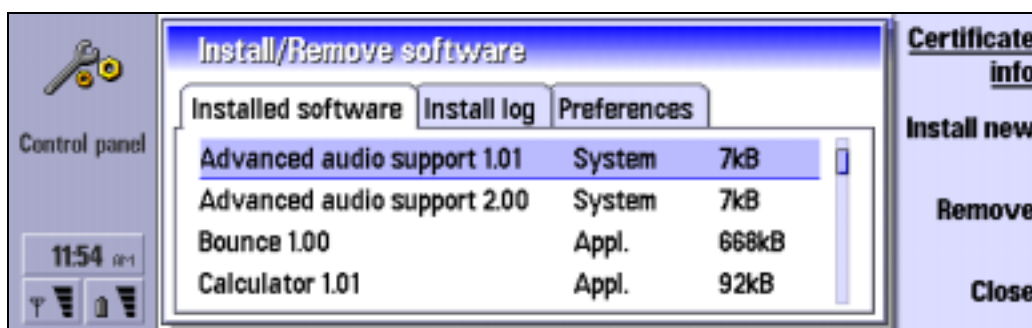 Install/Remove software
Installed software Install log Preferences
Advanced audio support 1.01 System 7kB
Advanced audio support 2.00 System 7kB
Bounce 1.00 Appl. 668kB
Calculator 1.01 Appl. 92kB
Control panel
11:54 AM
Certificate
info
Install new
Remove
Close